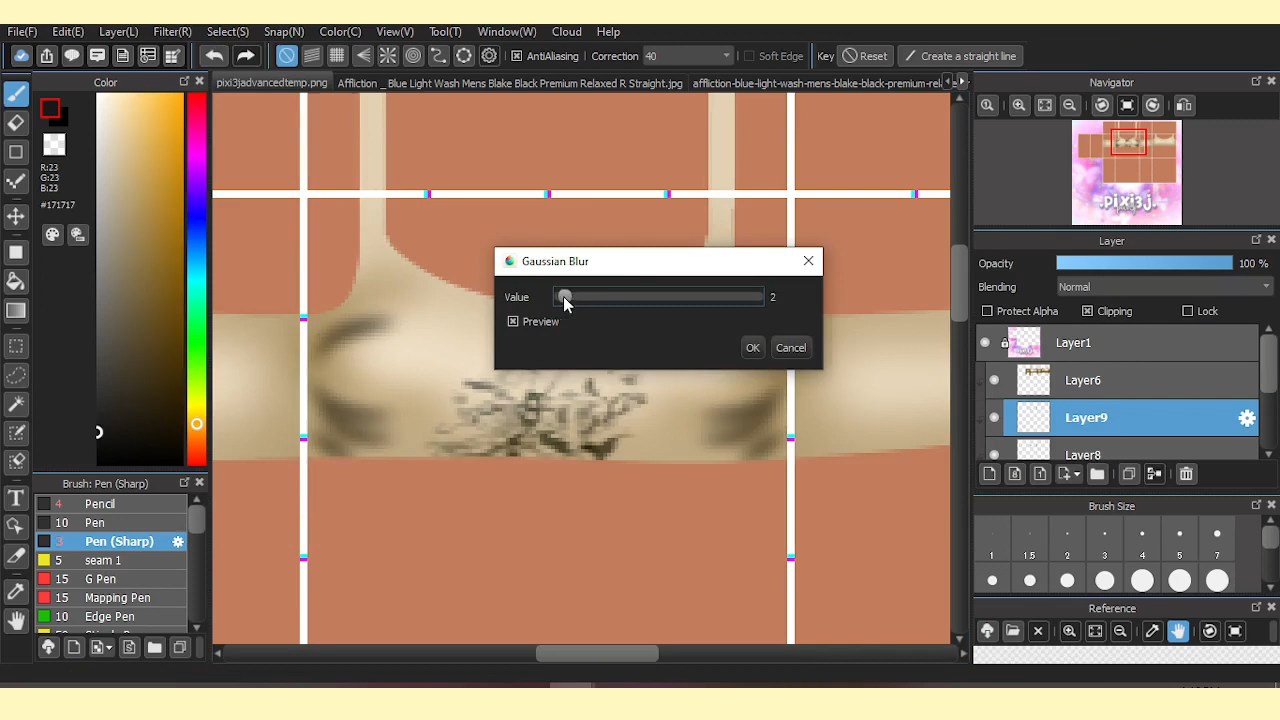 File(F) Edit(E) Layer(L) Filter(R) Select(S) Snap(N) Color(C) View(V) Tool(T) Window(W) Cloud Help
AntiAliasing Correction 40 Soft Edge Key Reset Create a straight line
Color
pixi3jadvancedtemp.png Affliction _ Blue Light Wash Mens Blake Black Premium Relaxed R Straight.jpg affliction-blue-light-wash-mens-blake-black-premium-rel
Navigator
R:23
G:23
B:23
#171717
.pixi3j.
Gaussian Blur
Value 2
Preview
OK Cancel
Layer
Opacity 100 %
Blending Normal
Protect Alpha Clipping Lock
Layer1
Layer6
Layer9
Layer8
Brush: Pen (Sharp)
4 Pencil
10 Pen
3 Pen (Sharp)
5 seam 1
15 G Pen
15 Mapping Pen
10 Edge Pen
Brush Size
1 1.5 2 3 4 5 7
Reference